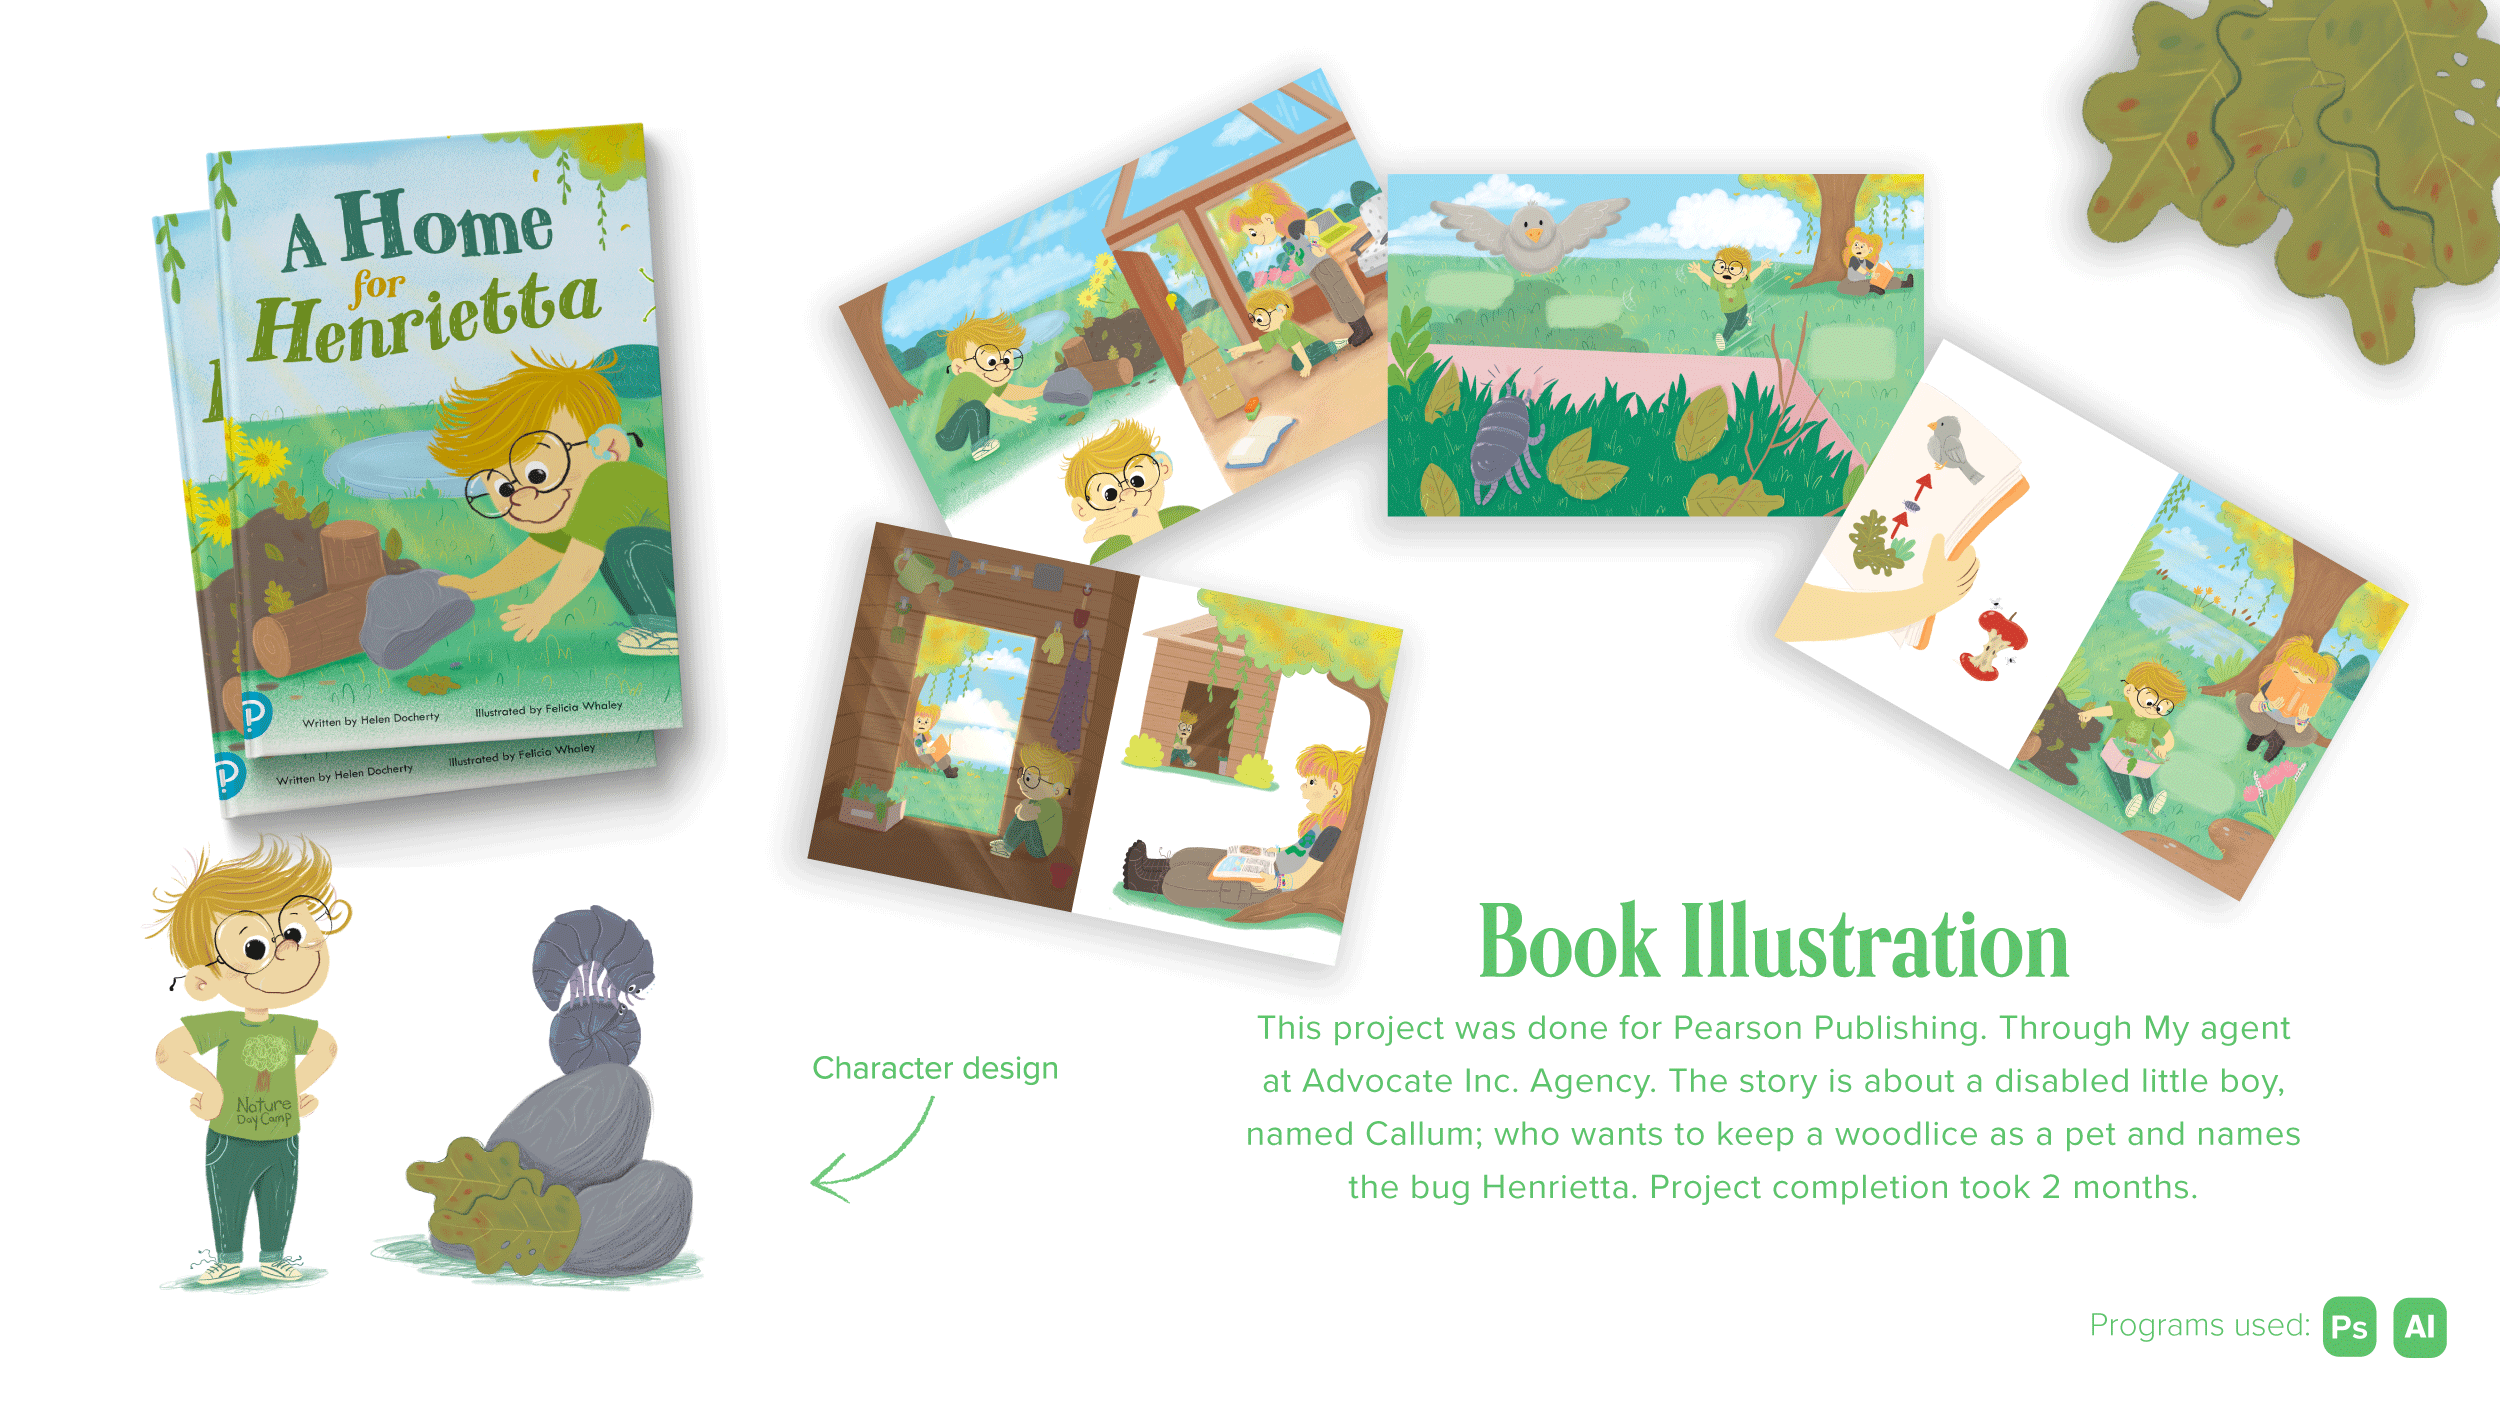 A Home
for
Henrietta
Written by Helen Docherty
Illustrated by Felicia Whaley
Written by Helen Docherty
Illustrated by Felicia Whaley
Nature
Day Camp
Character design
Book Illustration
This project was done for Pearson Publishing. Through My agent
at Advocate Inc. Agency. The story is about a disabled little boy,
named Callum; who wants to keep a woodlice as a pet and names
the bug Henrietta. Project completion took 2 months.
Programs used: Ps AI